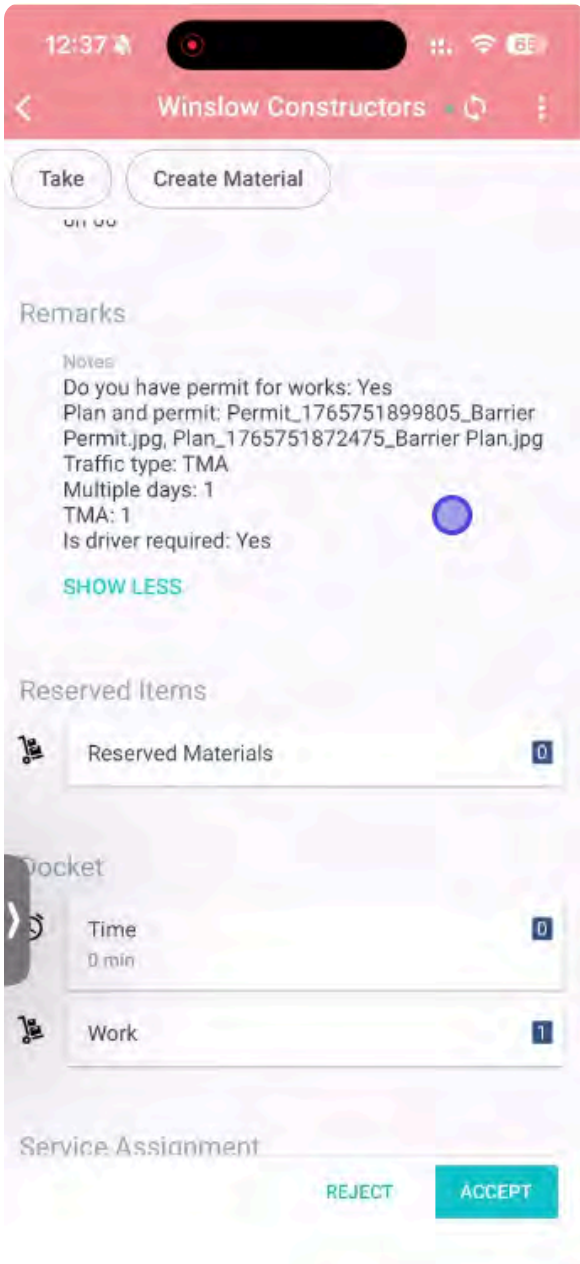 12:37
Winslow Constructors
Take
Create Material
Remarks
Notes
Do you have permit for works: Yes
Plan and permit: Permit_1765751899805_Barrier
Permit.jpg, Plan_1765751872475_Barrier Plan.jpg
Traffic type: TMA
Multiple days: 1
TMA: 1
Is driver required: Yes
SHOW LESS
Reserved Items
Reserved Materials
0
Docket
Time
0
0 min
Work
1
Service Assignment
REJECT
ACCEPT